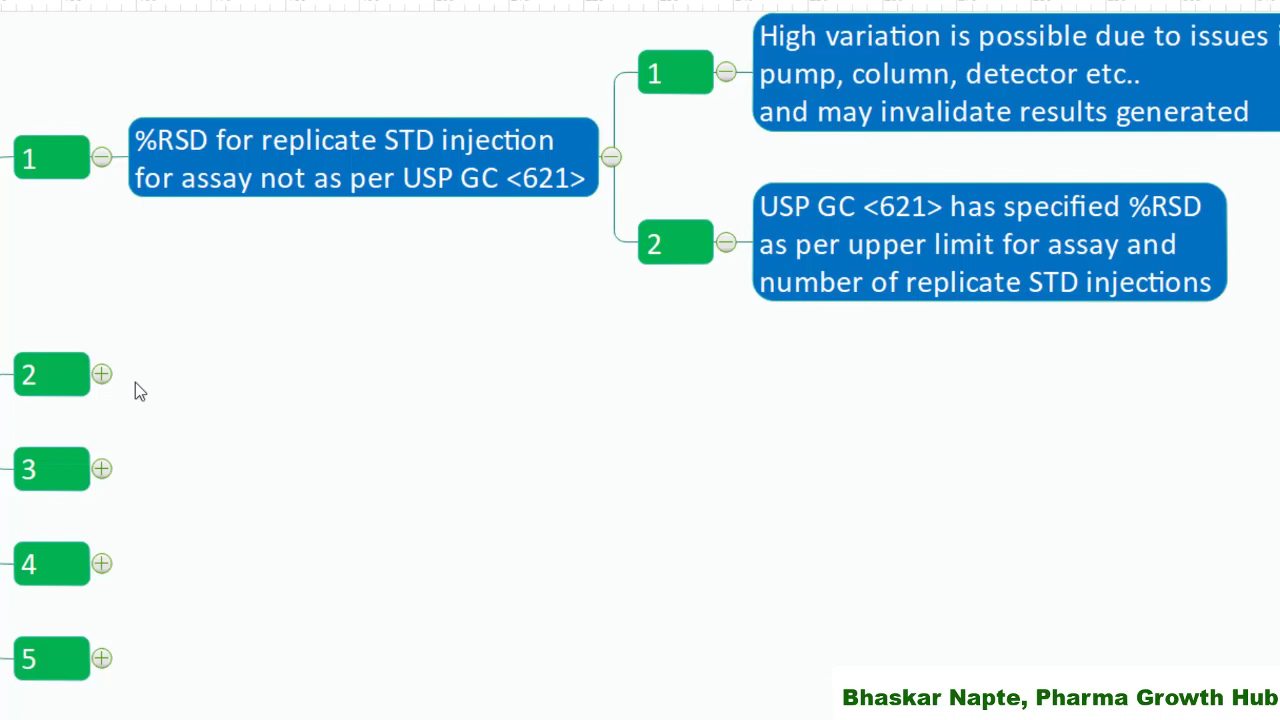 1
%RSD for replicate STD injection
for assay not as per USP GC <621>
1
High variation is possible due to issues
pump, column, detector etc..
and may invalidate results generated
2
USP GC <621> has specified %RSD
as per upper limit for assay and
number of replicate STD injections
2
3
4
5
Bhaskar Napte, Pharma Growth Hub